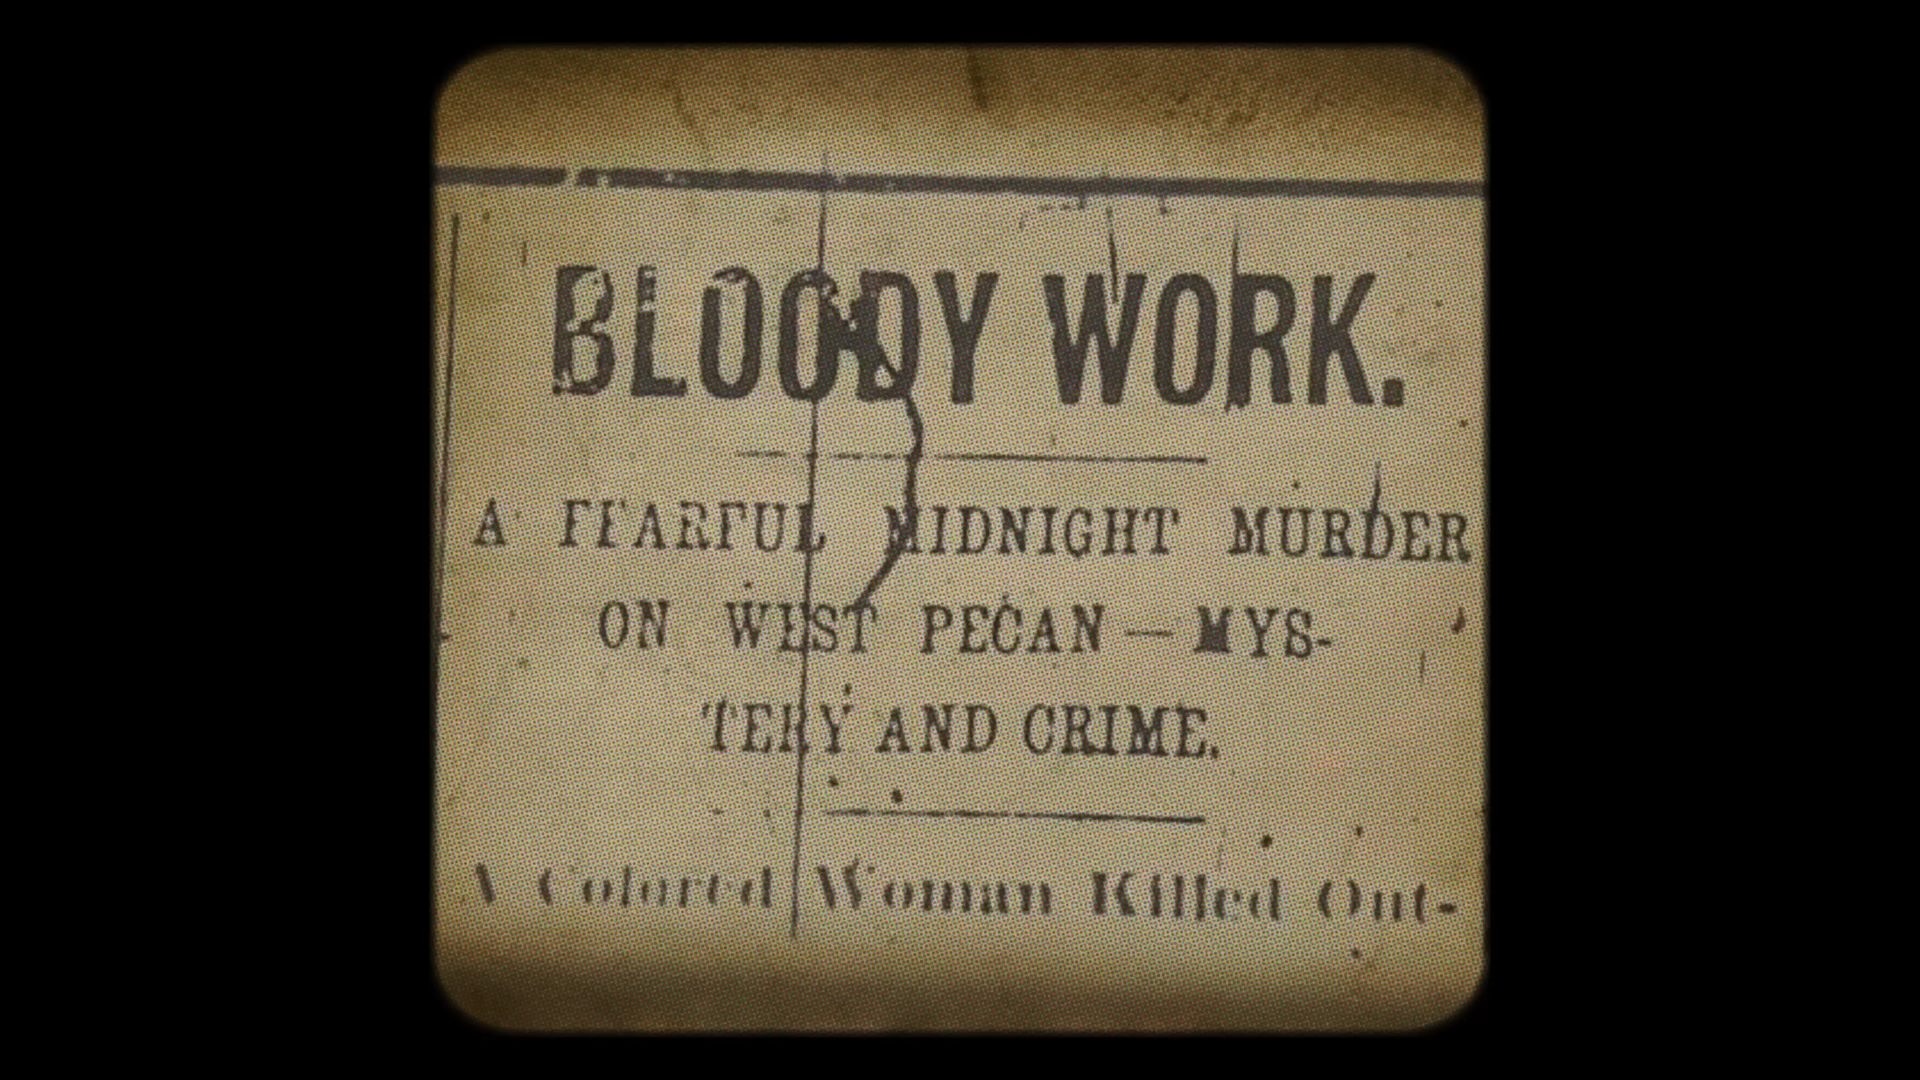 BLOODY WORK.
A FEARFUL MIDNIGHT MURDER
ON WEST PECAN — MYS-
TERY AND CRIME.
A Colored Woman Killed Out-